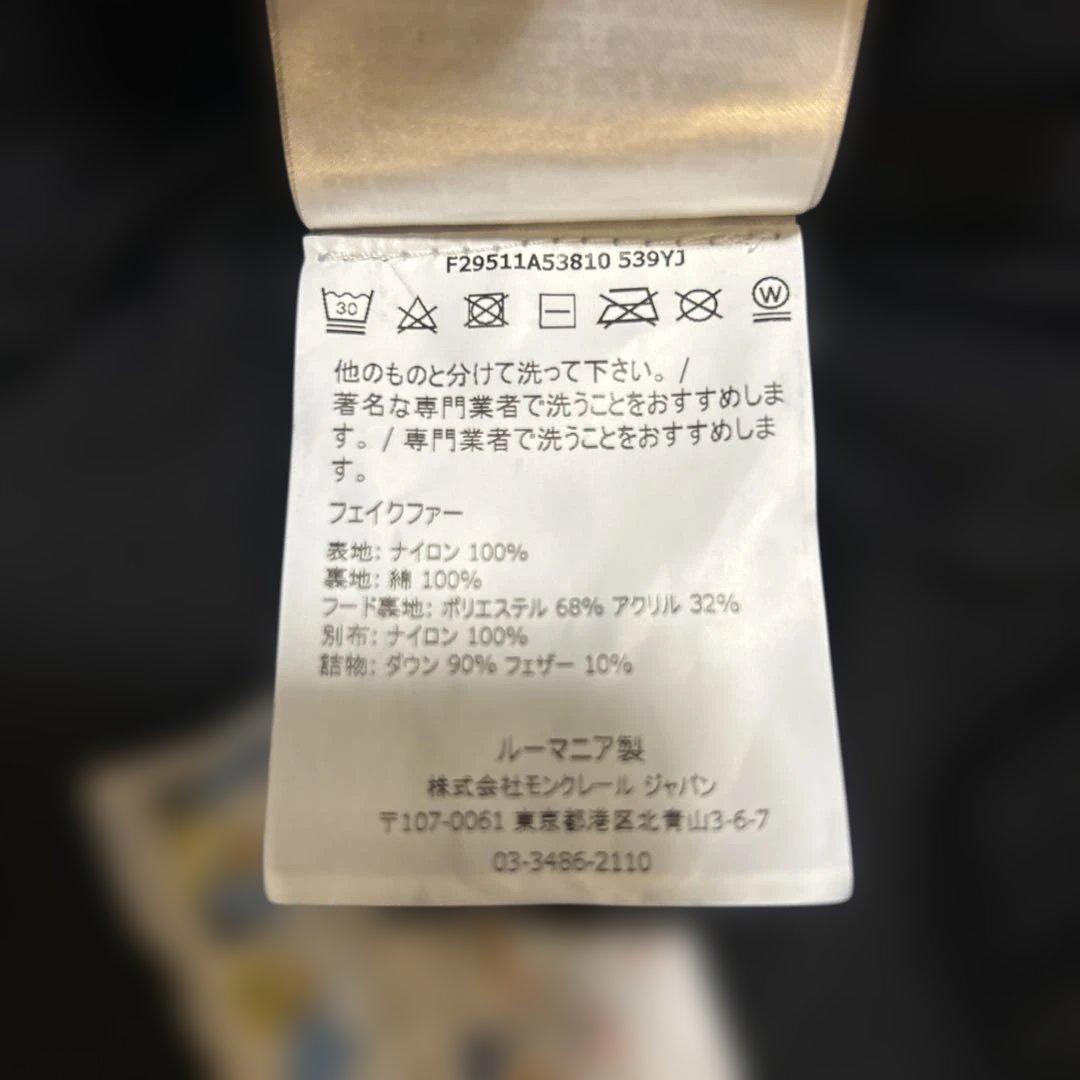 F29511A53810 539YJ
30 W
他のものと分けて洗って下さい。/
著名な専門業者で洗うことをおすすめしま
す。/ 専門業者で洗うことをおすすめしま
す。
フェイクファー
表地: ナイロン 100%
裏地: 綿 100%
フード裏地: ポリエステル 68% アクリル 32%
別布: ナイロン 100%
詰物: ダウン 90% フェザー 10%
ルーマニア製
株式会社モンクレール ジャパン
〒107-0061 東京都港区北青山3-6-7
03-3486-2110